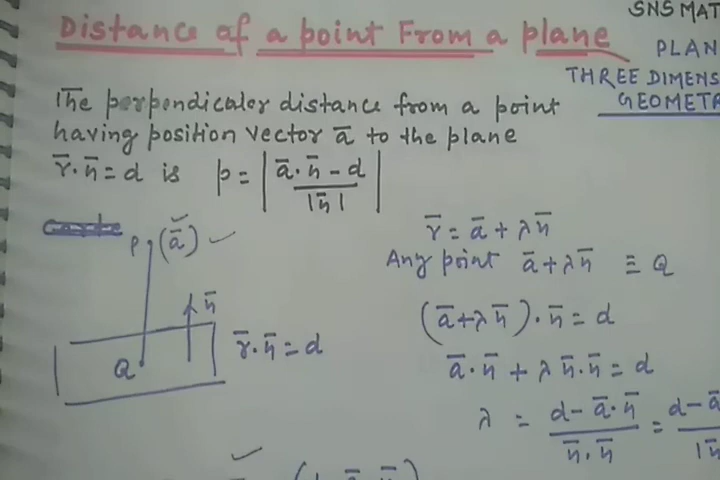 Distance of a point From a plane
SNS MAT
PLAN
THREE DIMENS
GEOMETR
The perpendicular distance from a point
having position vector a̅ to the plane
r̅·n̅ = d is p = | (a̅·n̅ - d) / |n̅| |
P (a̅)
n̅
r̅·n̅ = d
Q
r̅ = a̅ + λn̅
Any point a̅ + λn̅ ≡ Q
(a̅ + λn̅)·n̅ = d
a̅·n̅ + λ n̅·n̅ = d
λ = (d - a̅·n̅) / (n̅·n̅) = (d - a̅ / |n̅